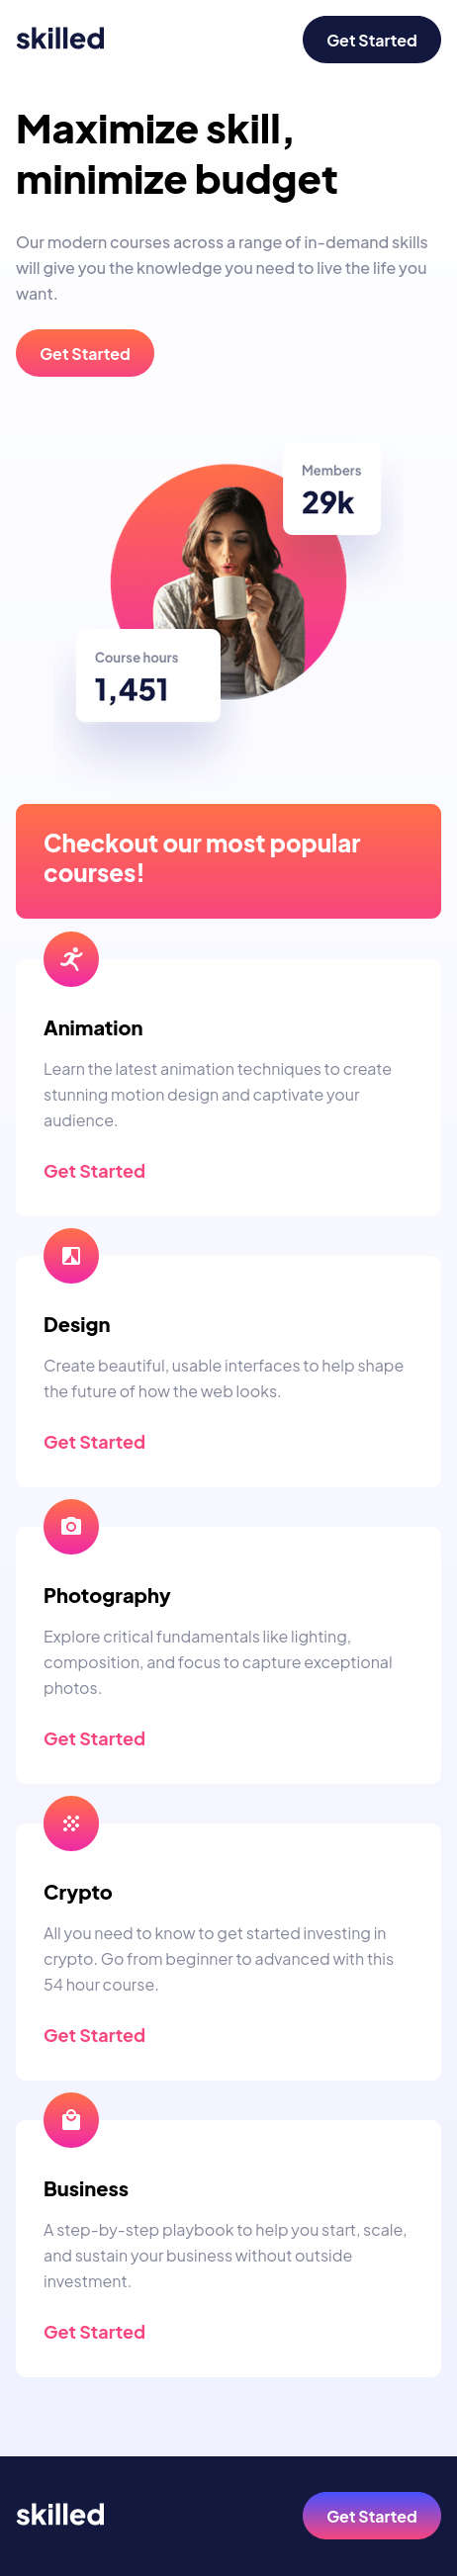 skilled
Get Started
Maximize skill,
minimize budget
Our modern courses across a range of in-demand skills
will give you the knowledge you need to live the life you
want.
Get Started
Members
29k
Course hours
1,451
Checkout our most popular
courses!
Animation
Learn the latest animation techniques to create
stunning motion design and captivate your
audience.
Get Started
Design
Create beautiful, usable interfaces to help shape
the future of how the web looks.
Get Started
Photography
Explore critical fundamentals like lighting,
composition, and focus to capture exceptional
photos.
Get Started
Crypto
All you need to know to get started investing in
crypto. Go from beginner to advanced with this
54 hour course.
Get Started
Business
A step-by-step playbook to help you start, scale,
and sustain your business without outside
investment.
Get Started
skilled
Get Started